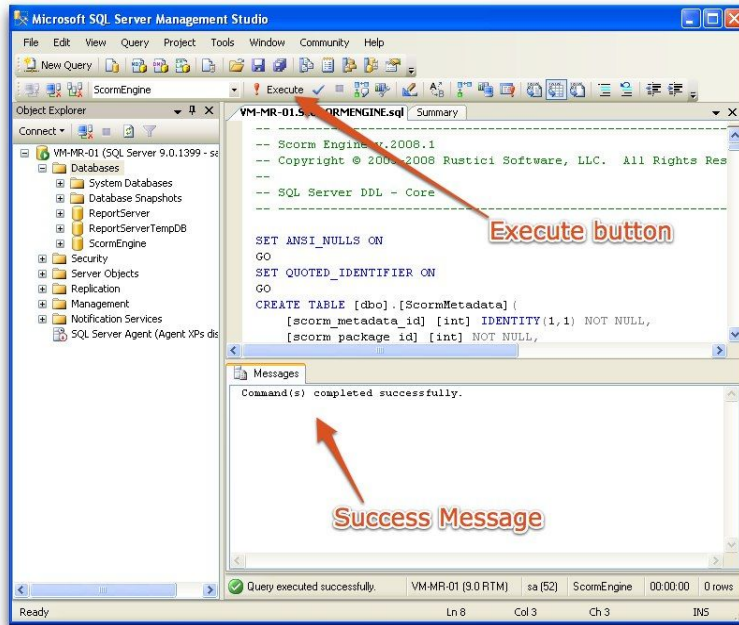 Microsoft SQL Server Management Studio
File Edit View Query Project Tools Window Community Help
New Query
ScormEngine Execute
Object Explorer
Connect
VM-MR-01 (SQL Server 9.0.1399 - sa
Databases
System Databases
Database Snapshots
ReportServer
ReportServerTempDB
ScormEngine
Security
Server Objects
Replication
Management
Notification Services
SQL Server Agent (Agent XPs dis
Summary
-- Scorm Engine
-- Copyright © 2008 Rustici Software, LLC. All Rights Res
--
-- SQL Server DDL - Core
-- 
SET ANSI_NULLS ON
GO
SET QUOTED_IDENTIFIER ON
GO
CREATE TABLE [dbo].[ScormMetadata](
[scorm_metadata_id] [int] IDENTITY(1,1) NOT NULL,
[scorm_package_id] [int] NOT NULL,
Execute button
Messages
Command(s) completed successfully.
Success Message
Query executed successfully. VM-MR-01 (9.0 RTM) sa (52) ScormEngine 00:00:00 0 rows
Ready Ln 8 Col 3 Ch 3 INS